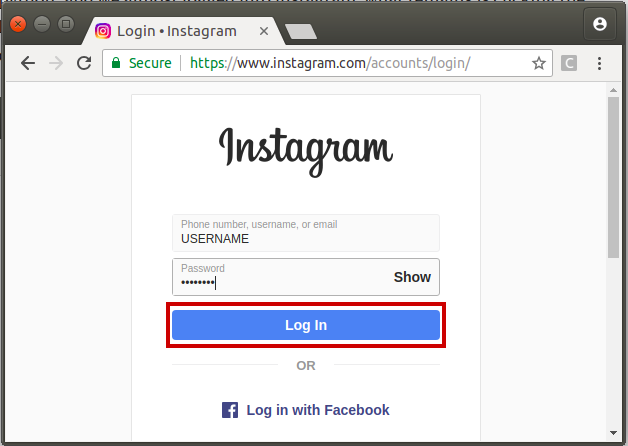 Login • Instagram
Secure https://www.instagram.com/accounts/login/
C
Instagram
Phone number, username, or email
USERNAME
Password
•••••••• Show
Log In
OR
Log in with Facebook